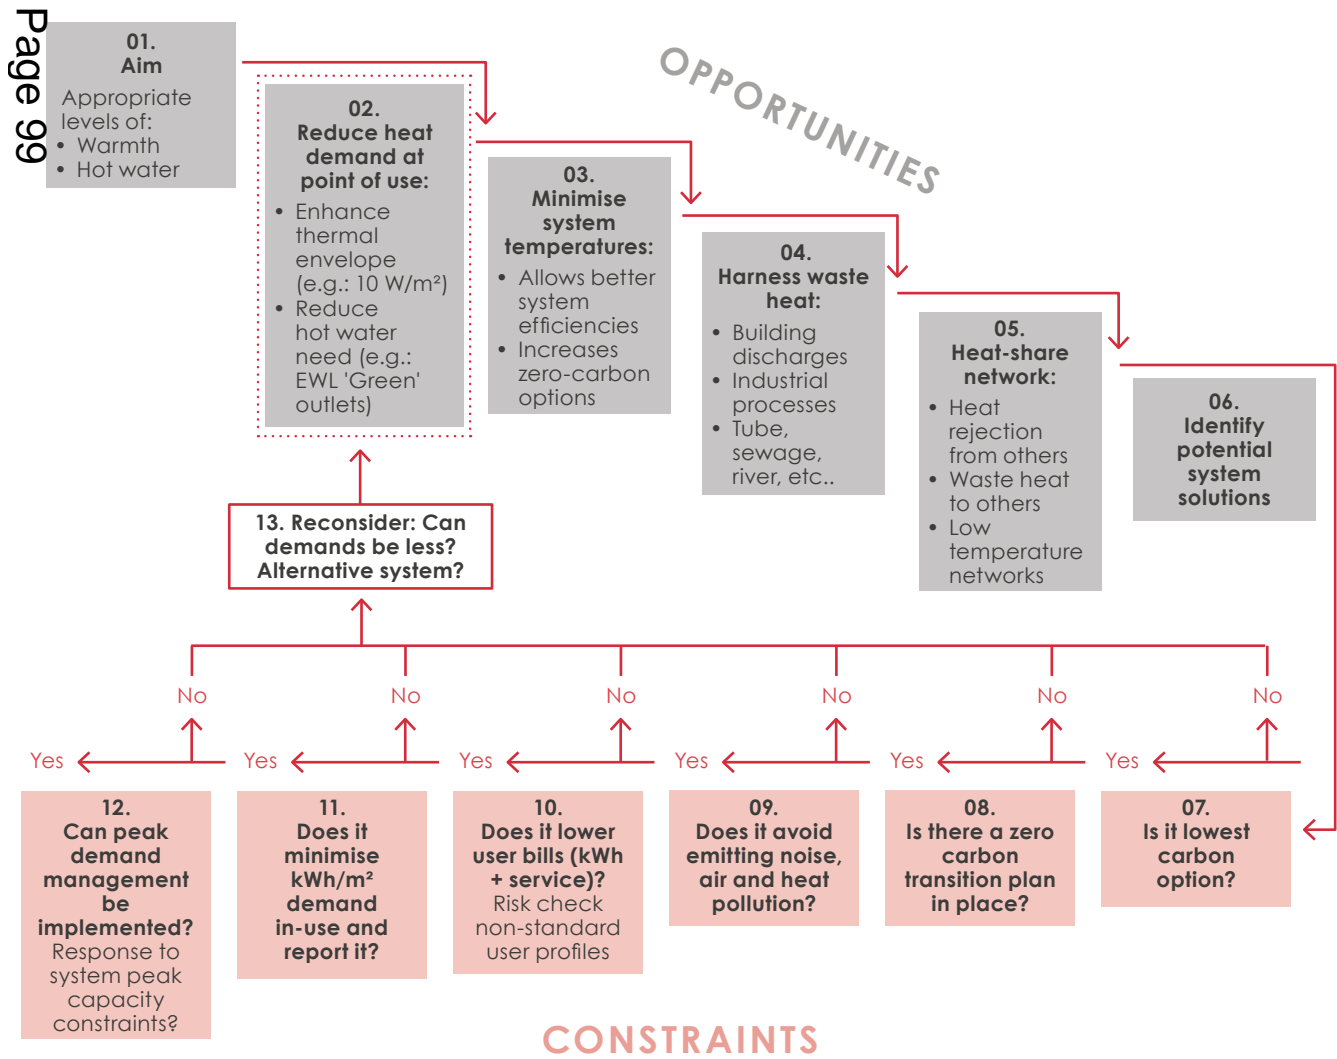 Page 99
OPPORTUNITIES
01.
Aim
Appropriate
levels of:
• Warmth
• Hot water
02.
Reduce heat
demand at
point of use:
• Enhance
thermal
envelope
(e.g.: 10 W/m²)
• Reduce
hot water
need (e.g.:
EWL 'Green'
outlets)
03.
Minimise
system
temperatures:
• Allows better
system
efficiencies
• Increases
zero-carbon
options
04.
Harness waste
heat:
• Building
discharges
• Industrial
processes
• Tube,
sewage,
river, etc..
05.
Heat-share
network:
• Heat
rejection
from others
• Waste heat
to others
• Low
temperature
networks
06.
Identify
potential
system
solutions
13. Reconsider: Can
demands be less?
Alternative system?
No
No
No
No
No
No
Yes
Yes
Yes
Yes
Yes
Yes
12.
Can peak
demand
management
be
implemented?
Response to
system peak
capacity
constraints?
11.
Does it
minimise
kWh/m²
demand
in-use and
report it?
10.
Does it lower
user bills (kWh
+ service)?
Risk check
non-standard
user profiles
09.
Does it avoid
emitting noise,
air and heat
pollution?
08.
Is there a zero
carbon
transition plan
in place?
07.
Is it lowest
carbon
option?
CONSTRAINTS